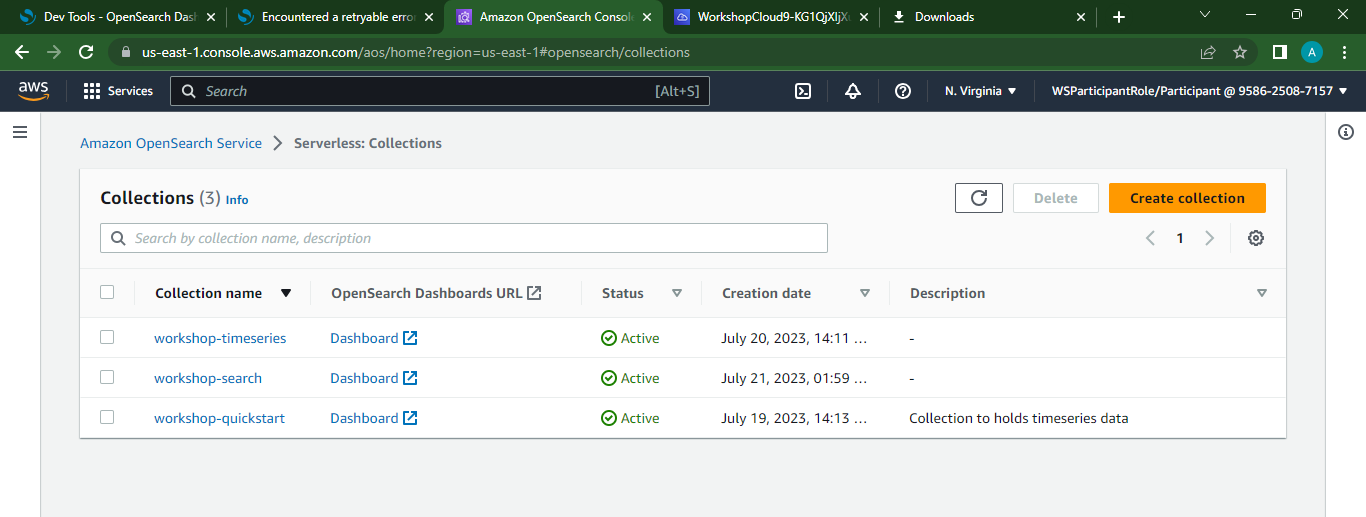 Dev Tools - OpenSearch Dash
Encountered a retryable erro
Amazon OpenSearch Console
WorkshopCloud9-KG1QjXIjX
Downloads
us-east-1.console.aws.amazon.com/aos/home?region=us-east-1#opensearch/collections
A
aws
Services
Search
[Alt+S]
N. Virginia
WSParticipantRole/Participant @ 9586-2508-7157
Amazon OpenSearch Service
Serverless: Collections
Collections (3) Info
Delete
Create collection
Search by collection name, description
1
Collection name OpenSearch Dashboards URL Status Creation date Description
workshop-timeseries Dashboard Active July 20, 2023, 14:11 ... -
workshop-search Dashboard Active July 21, 2023, 01:59 ... -
workshop-quickstart Dashboard Active July 19, 2023, 14:13 ... Collection to holds timeseries data